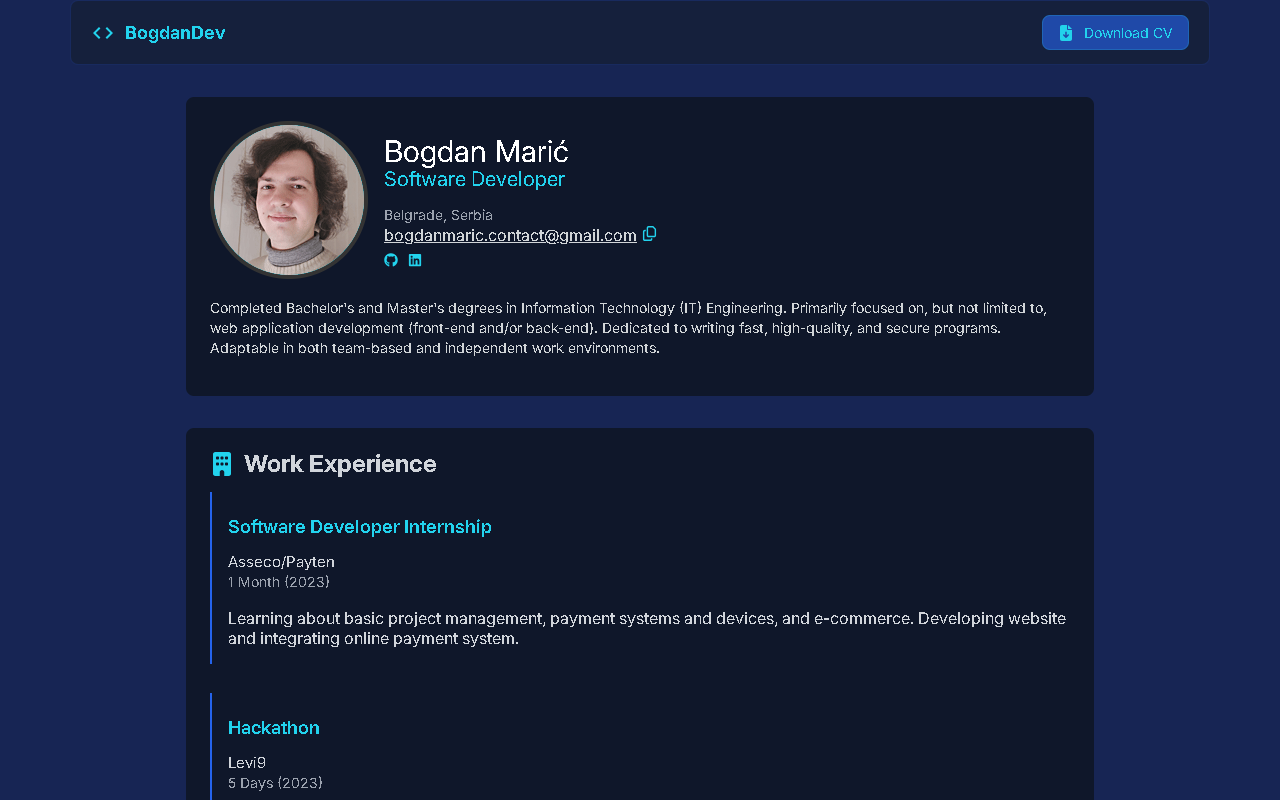 BogdanDev
Download CV
Bogdan Marić
Software Developer
Belgrade, Serbia
bogdanmaric.contact@gmail.com
Completed Bachelor's and Master's degrees in Information Technology (IT) Engineering. Primarily focused on, but not limited to,
web application development (front-end and/or back-end). Dedicated to writing fast, high-quality, and secure programs.
Adaptable in both team-based and independent work environments.
Work Experience
Software Developer Internship
Asseco/Payten
1 Month (2023)
Learning about basic project management, payment systems and devices, and e-commerce. Developing website
and integrating online payment system.
Hackathon
Levi9
5 Days (2023)